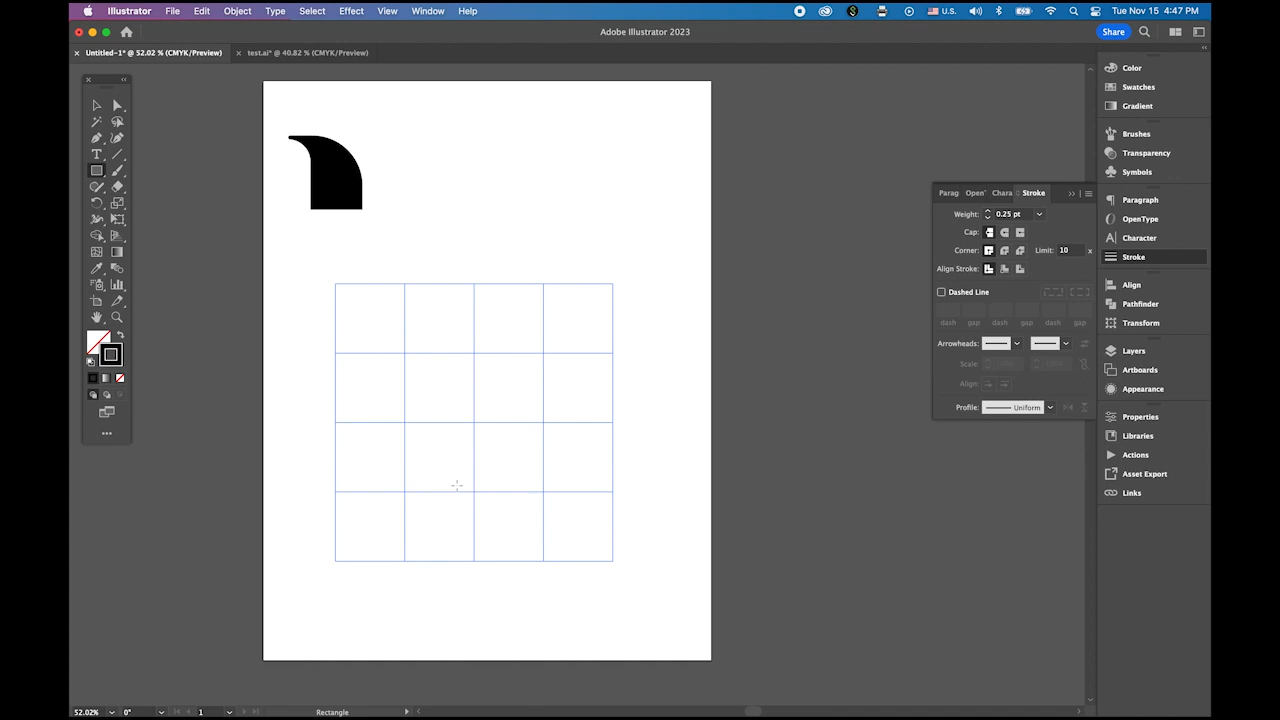 Illustrator File Edit Object Type Select Effect View Window Help U.S. Tue Nov 15 4:47 PM
Adobe Illustrator 2023
Share
Untitled-1* @ 52.02 % (CMYK/Preview) test.ai* @ 40.82 % (CMYK/Preview)
Color
Swatches
Gradient
Brushes
Transparency
Symbols
Paragraph
OpenType
Character
Stroke
Align
Pathfinder
Transform
Layers
Artboards
Appearance
Properties
Libraries
Actions
Asset Export
Links
Parag Open Chara Stroke
Weight: 0.25 pt
Cap:
Corner: Limit: 10 x
Align Stroke:
Dashed Line
dash gap dash gap dash gap
Arrowheads:
Scale:
Align:
Profile: Uniform
52.02% 0° 1 Rectangle